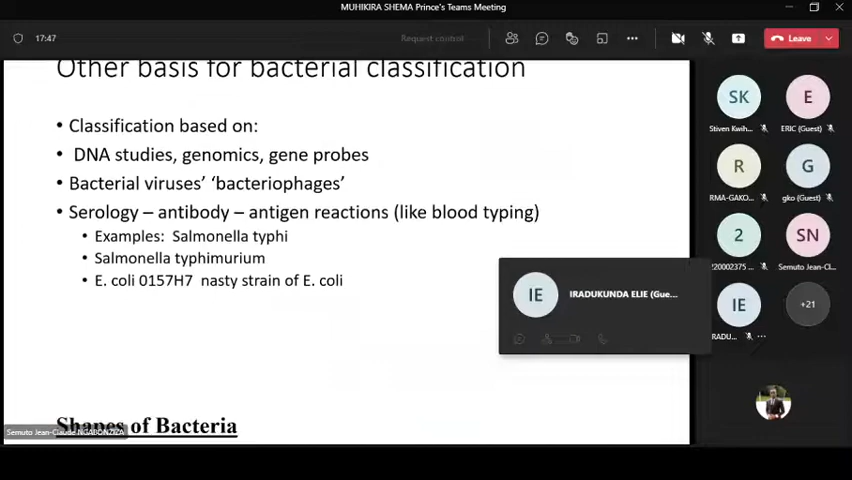 MUHIKIRA SHEMA Prince's Teams Meeting
17:47
Request control
Leave
Other basis for bacterial classification
• Classification based on:
• DNA studies, genomics, gene probes
• Bacterial viruses' 'bacteriophages'
• Serology – antibody – antigen reactions (like blood typing)
• Examples: Salmonella typhi
• Salmonella typhimurium
• E. coli 0157H7 nasty strain of E. coli
Shapes of Bacteria
Semuto Jean-Claude NGABONZIZA
IE
IRADUKUNDA ELIE (Gue...
SK
Stiven Kwih...
E
ERIC (Guest)
R
RMA-GAKO...
G
gko (Guest)
2
220002375 ...
SN
Semuto Jean-Cl...
IE
IRADU...
+21